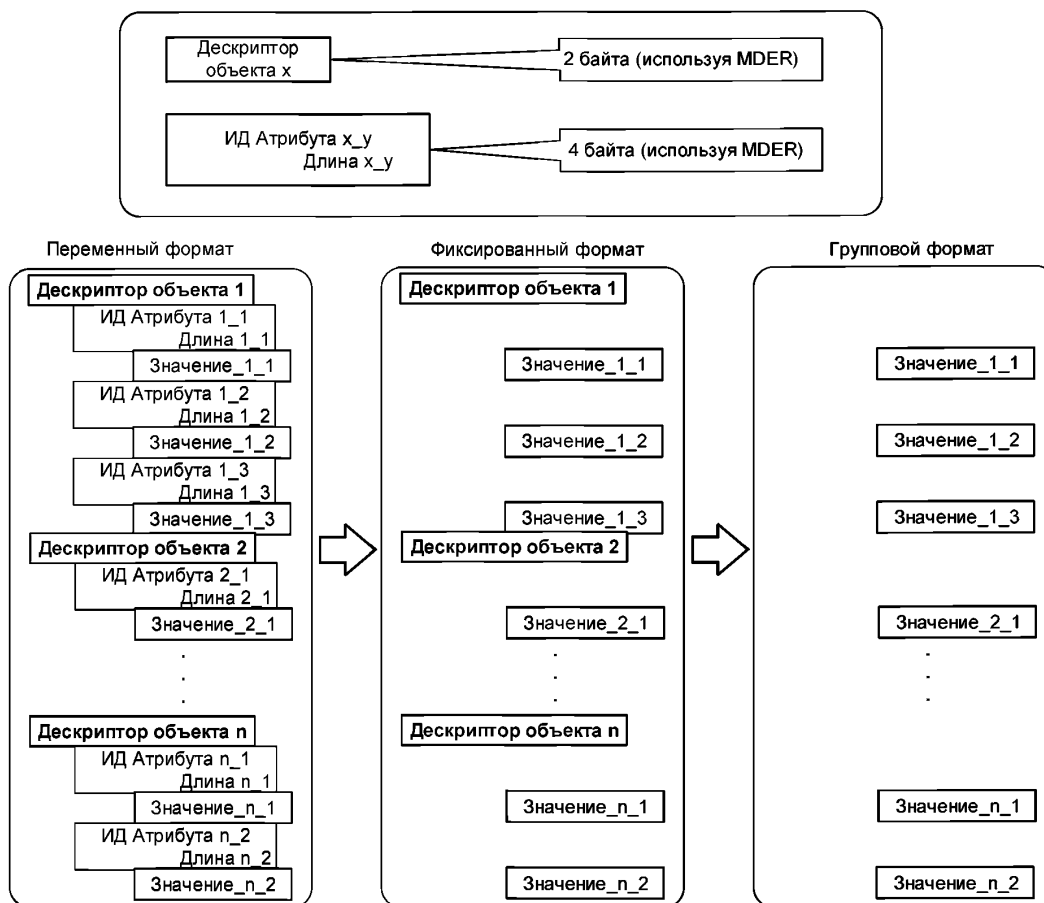 Дескриптор
объекта x
2 байта (используя MDER)
ИД Атрибута x_y
Длина x_y
4 байта (используя MDER)
Переменный формат
Дескриптор объекта 1
ИД Атрибута 1_1
Длина 1_1
Значение_1_1
ИД Атрибута 1_2
Длина 1_2
Значение_1_2
ИД Атрибута 1_3
Длина 1_3
Значение_1_3
Дескриптор объекта 2
ИД Атрибута 2_1
Длина 2_1
Значение_2_1
Дескриптор объекта n
ИД Атрибута n_1
Длина n_1
Значение_n_1
ИД Атрибута n_2
Длина n_2
Значение_n_2
Фиксированный формат
Дескриптор объекта 1
Значение_1_1
Значение_1_2
Значение_1_3
Дескриптор объекта 2
Значение_2_1
Дескриптор объекта n
Значение_n_1
Значение_n_2
Групповой формат
Значение_1_1
Значение_1_2
Значение_1_3
Значение_2_1
Значение_n_1
Значение_n_2